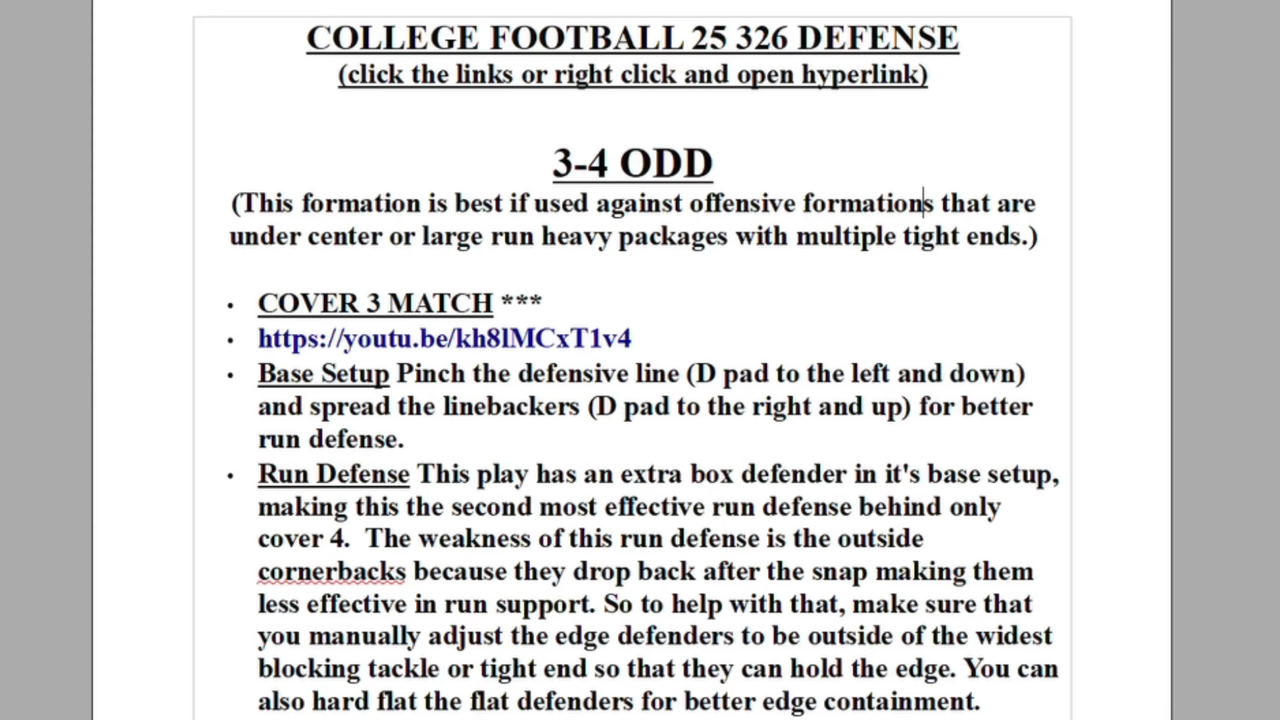 COLLEGE FOOTBALL 25 326 DEFENSE
(click the links or right click and open hyperlink)
3-4 ODD
(This formation is best if used against offensive formations that are
under center or large run heavy packages with multiple tight ends.)
• COVER 3 MATCH ***
• https://youtu.be/kh8lMCxT1v4
• Base Setup Pinch the defensive line (D pad to the left and down)
and spread the linebackers (D pad to the right and up) for better
run defense.
• Run Defense This play has an extra box defender in it's base setup,
making this the second most effective run defense behind only
cover 4.  The weakness of this run defense is the outside
cornerbacks because they drop back after the snap making them
less effective in run support. So to help with that, make sure that
you manually adjust the edge defenders to be outside of the widest
blocking tackle or tight end so that they can hold the edge. You can
also hard flat the flat defenders for better edge containment.